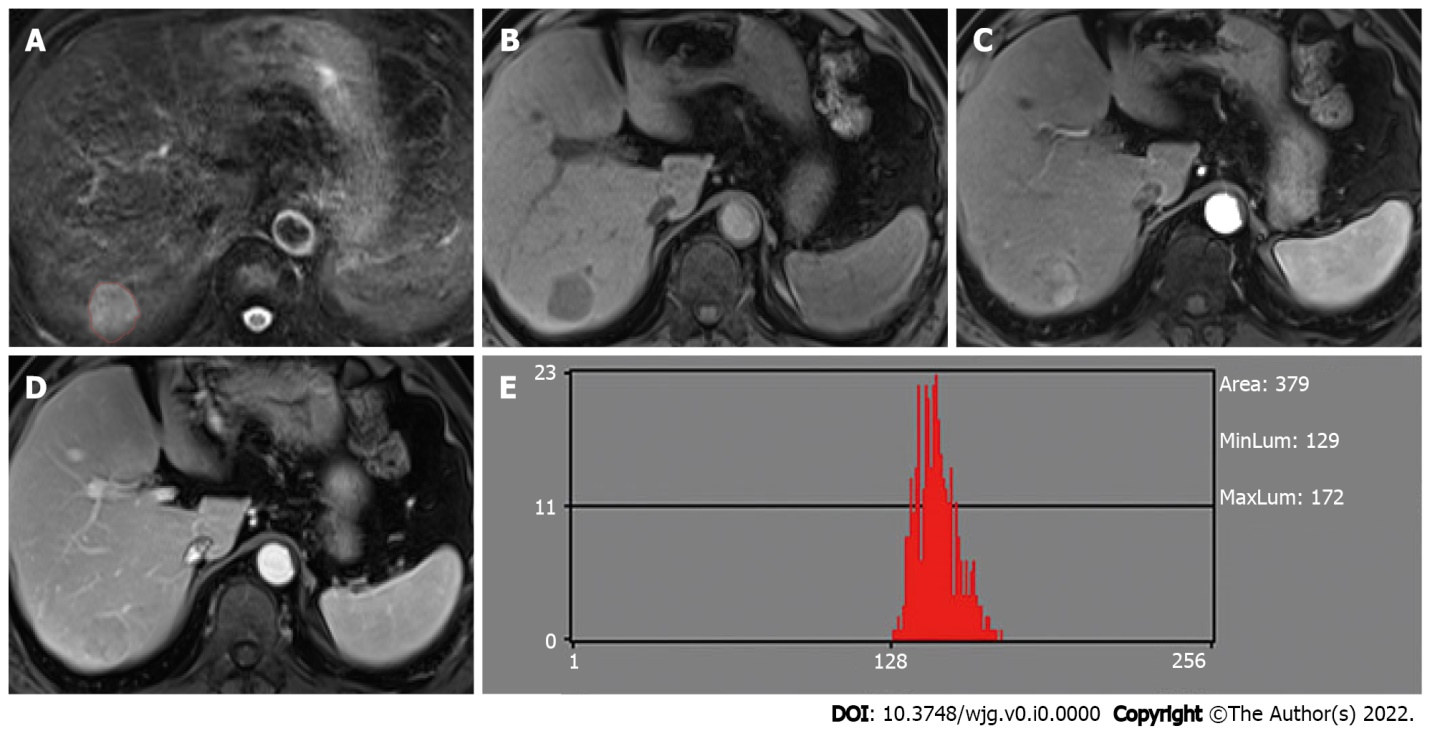 A
B
C
D
E
23
11
0
1
128
256
Area: 379
MinLum: 129
MaxLum: 172
DOI: 10.3748/wjg.v0.i0.0000 Copyright ©The Author(s) 2022.